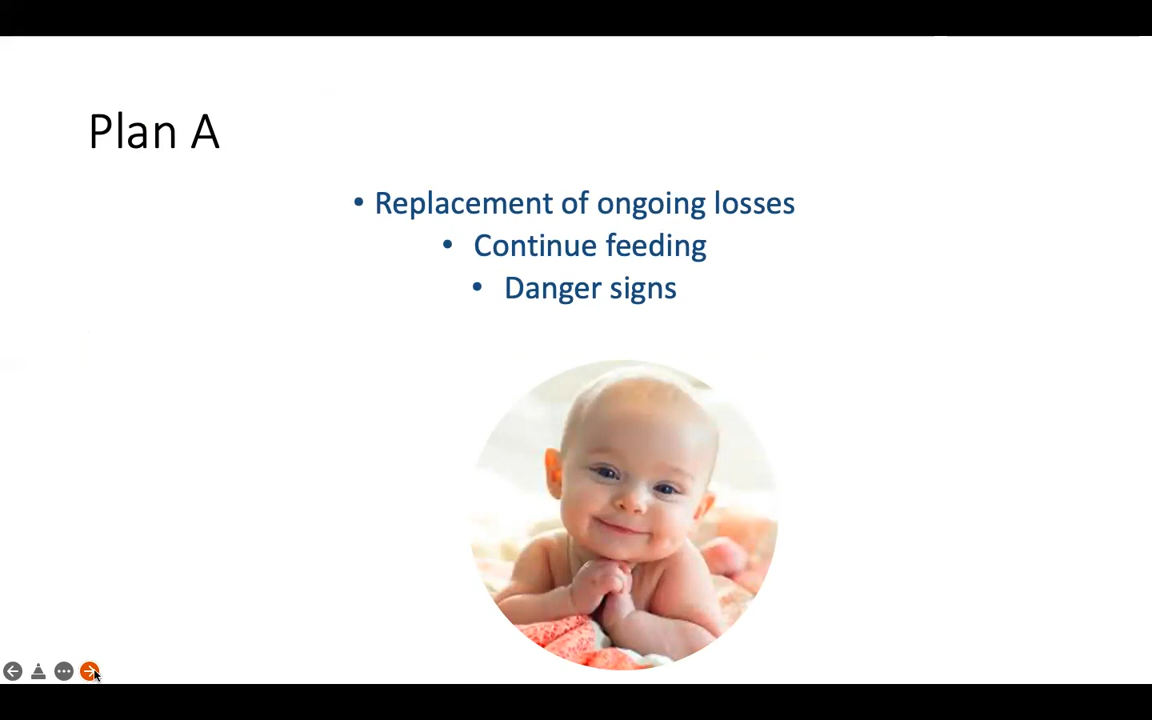 Plan A
• Replacement of ongoing losses
• Continue feeding
• Danger signs